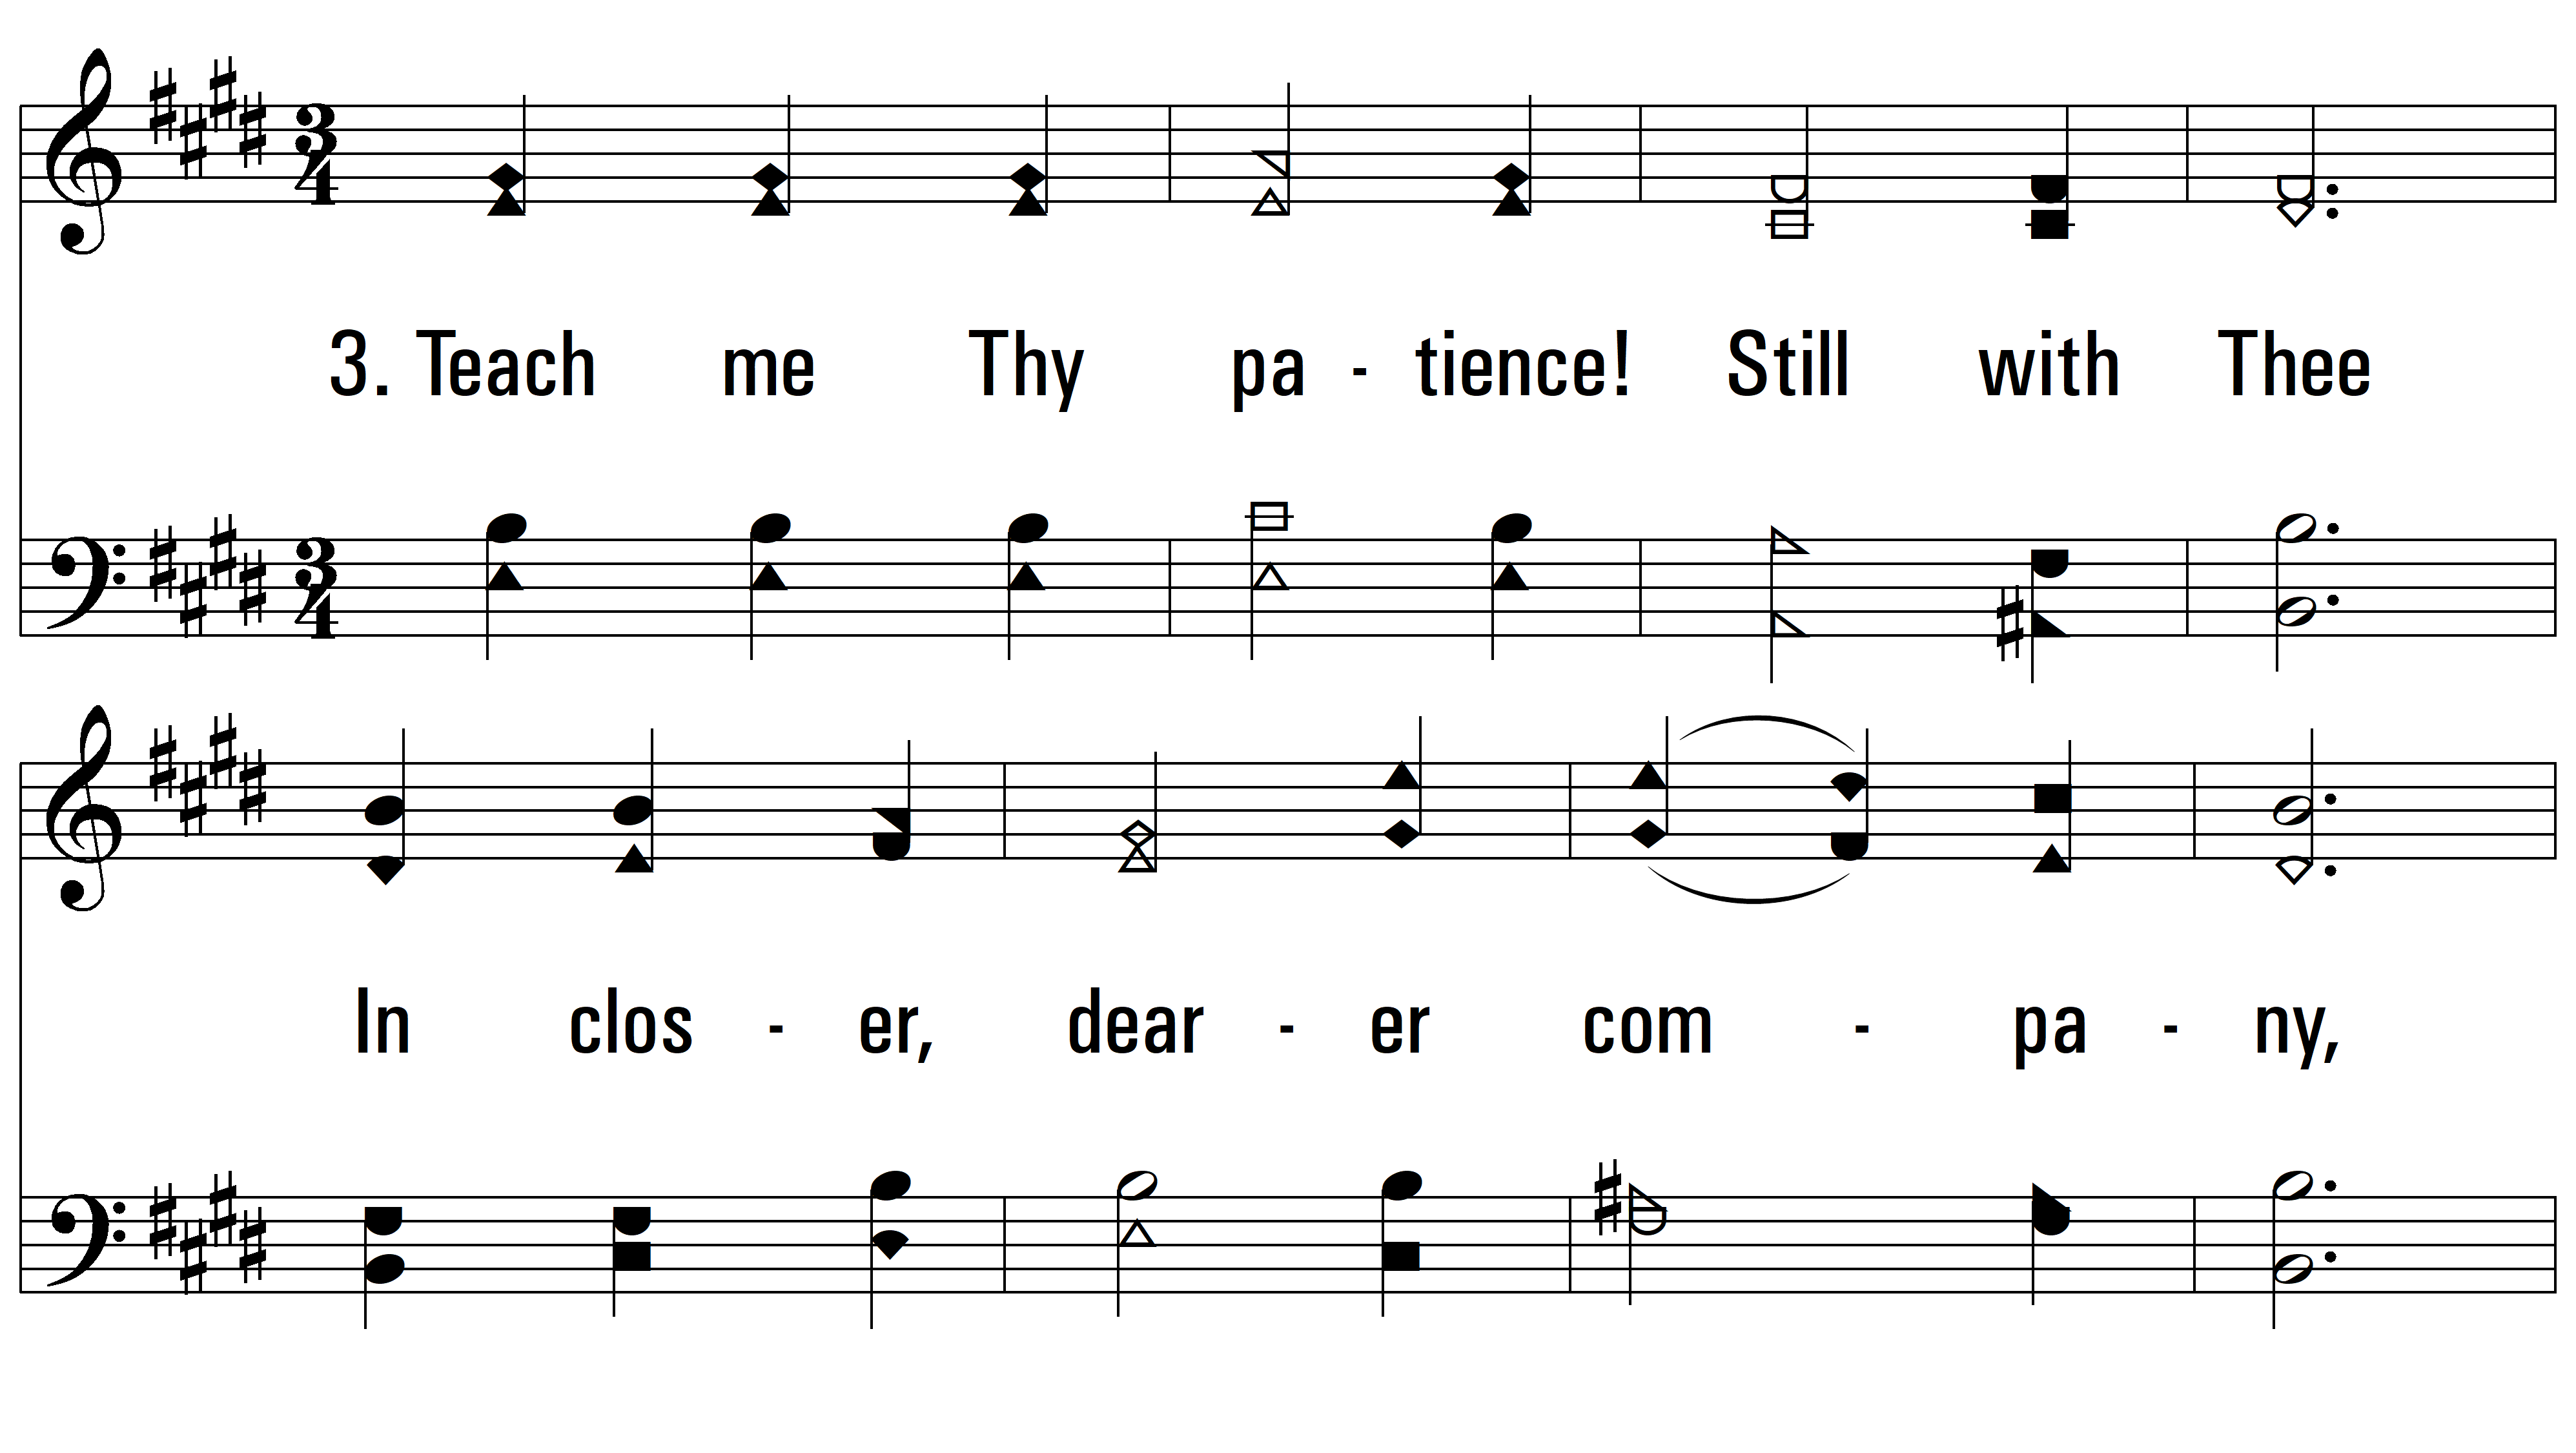 3. Teach me Thy pa - tience! Still with Thee
In clos - er, dear - er com - pa - ny,